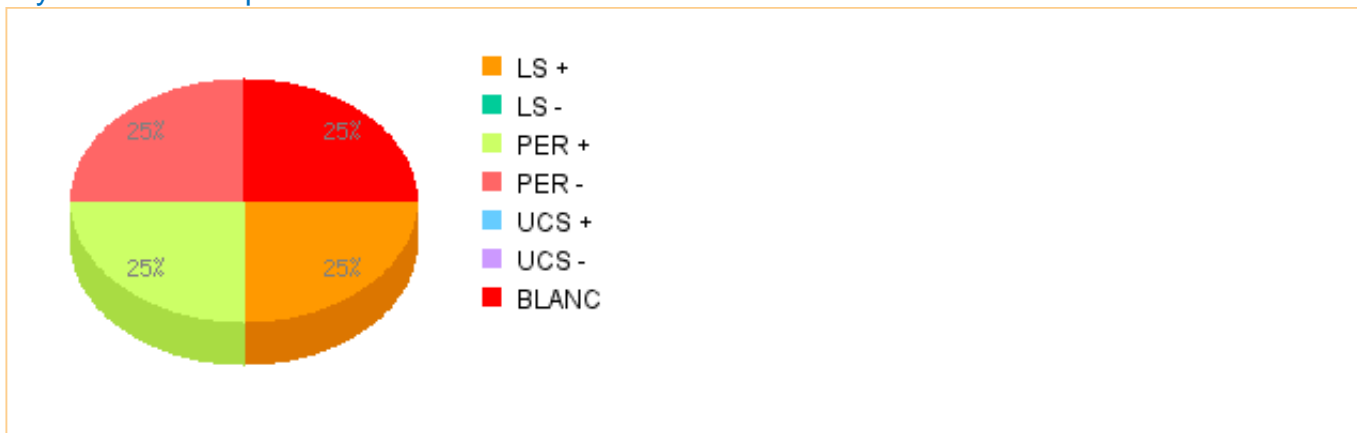 25% 25%
25% 25%
LS +
LS -
PER +
PER -
UCS +
UCS -
BLANC